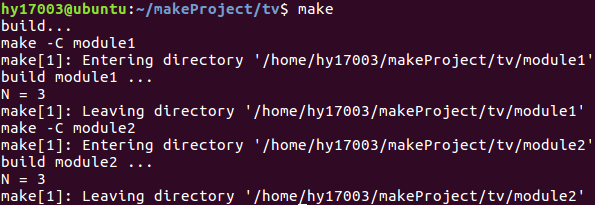 hy17003@ubuntu:~/makeProject/tv$ make
build...
make -C module1
make[1]: Entering directory '/home/hy17003/makeProject/tv/module1'
build module1 ...
N = 3
make[1]: Leaving directory '/home/hy17003/makeProject/tv/module1'
make -C module2
make[1]: Entering directory '/home/hy17003/makeProject/tv/module2'
build module2 ...
N = 3
make[1]: Leaving directory '/home/hy17003/makeProject/tv/module2'